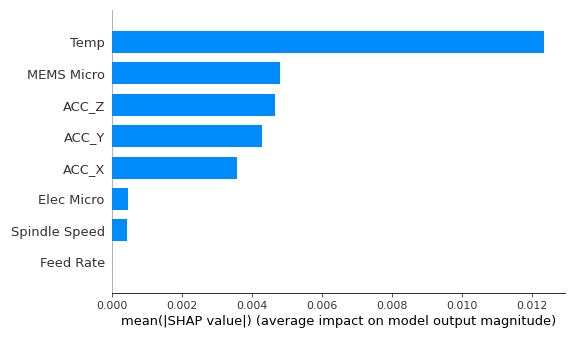 Temp
MEMS Micro
ACC_Z
ACC_Y
ACC_X
Elec Micro
Spindle Speed
Feed Rate
0.000 0.002 0.004 0.006 0.008 0.010 0.012
mean(|SHAP value|) (average impact on model output magnitude)